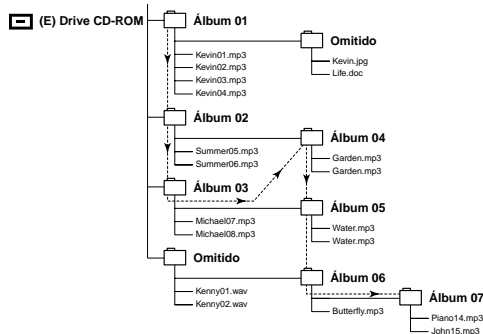 (E) Drive CD-ROM
Álbum 01
Omitido
Kevin01.mp3
Kevin02.mp3
Kevin03.mp3
Kevin04.mp3
Kevin.jpg
Life.doc
Álbum 02
Álbum 04
Summer05.mp3
Summer06.mp3
Garden.mp3
Garden.mp3
Álbum 03
Álbum 05
Michael07.mp3
Michael08.mp3
Water.mp3
Water.mp3
Omitido
Álbum 06
Kenny01.wav
Kenny02.wav
Butterfly.mp3
Álbum 07
Piano14.mp3
John15.mp3